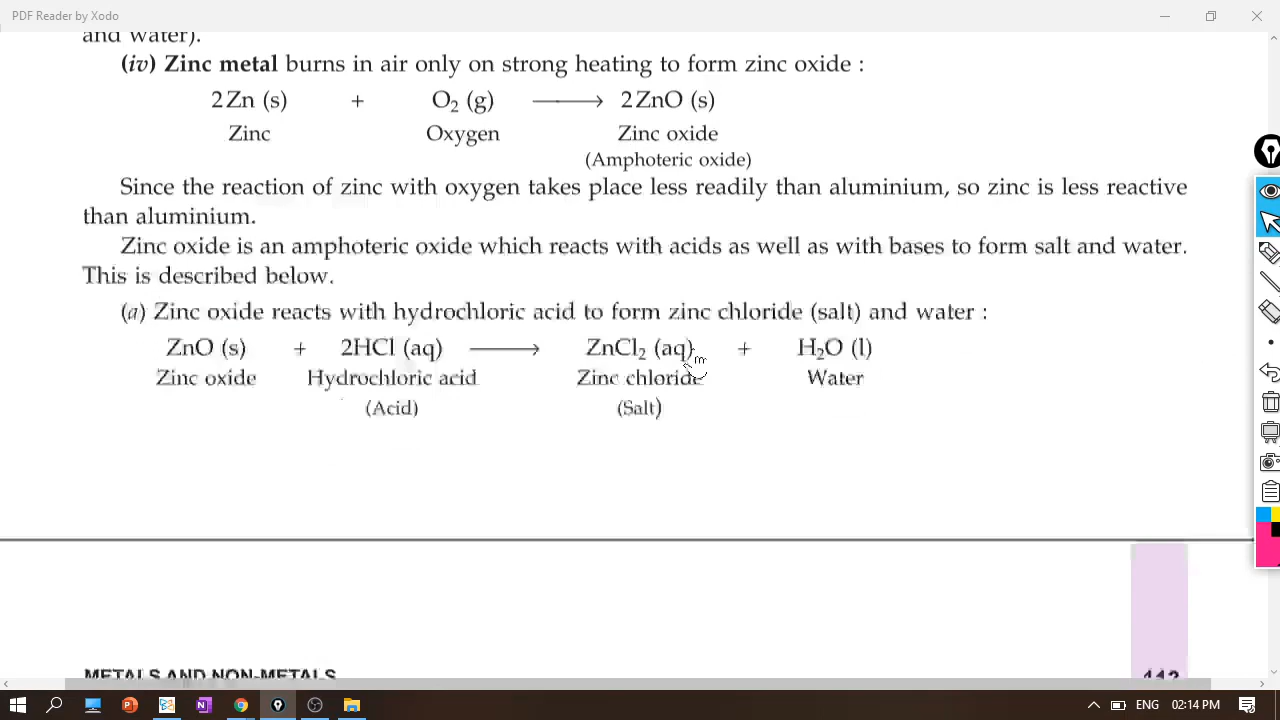 PDF Reader by Xodo
and water).
(iv) Zinc metal burns in air only on strong heating to form zinc oxide :
2Zn (s) + O₂ (g) ⟶ 2ZnO (s)
Zinc Oxygen Zinc oxide
(Amphoteric oxide)
Since the reaction of zinc with oxygen takes place less readily than aluminium, so zinc is less reactive
than aluminium.
Zinc oxide is an amphoteric oxide which reacts with acids as well as with bases to form salt and water.
This is described below.
(a) Zinc oxide reacts with hydrochloric acid to form zinc chloride (salt) and water :
ZnO (s) + 2HCl (aq) ⟶ ZnCl₂ (aq) + H₂O (l)
Zinc oxide Hydrochloric acid Zinc chloride Water
(Acid) (Salt)
METALS AND NON-METALS
ENG 02:14 PM